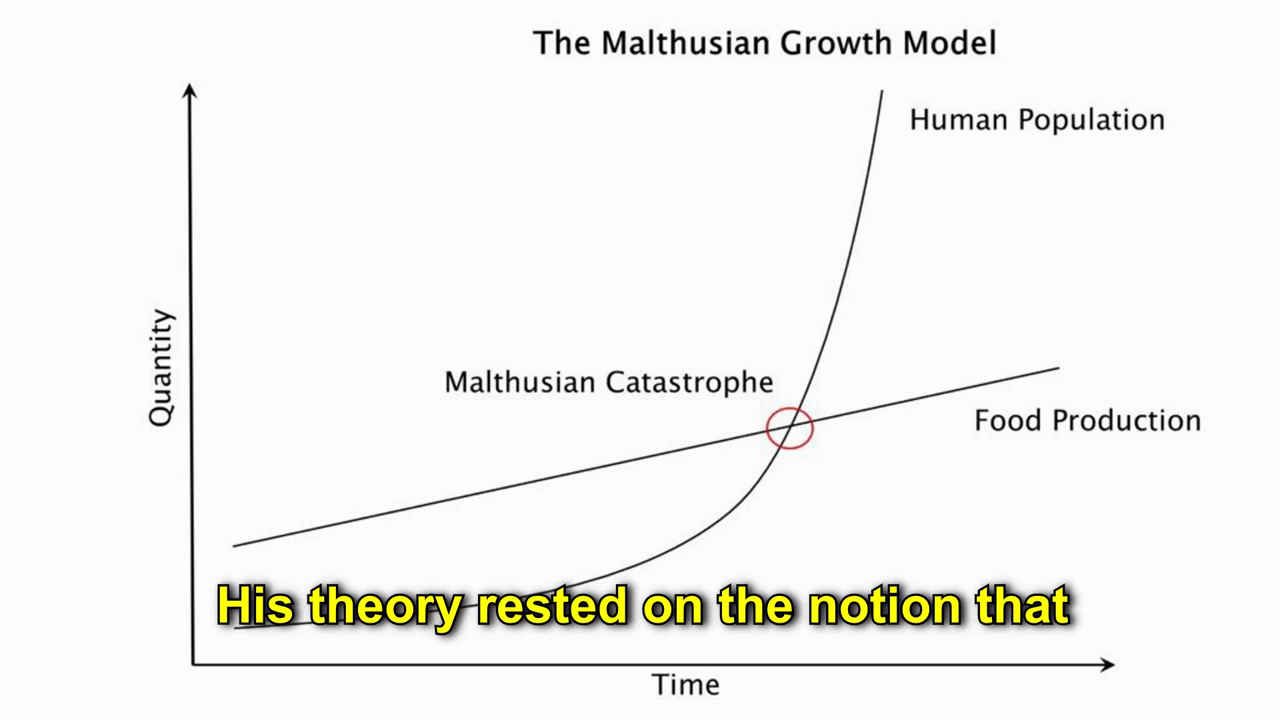 The Malthusian Growth Model
Human Population
Quantity
Malthusian Catastrophe
Food Production
His theory rested on the notion that
Time